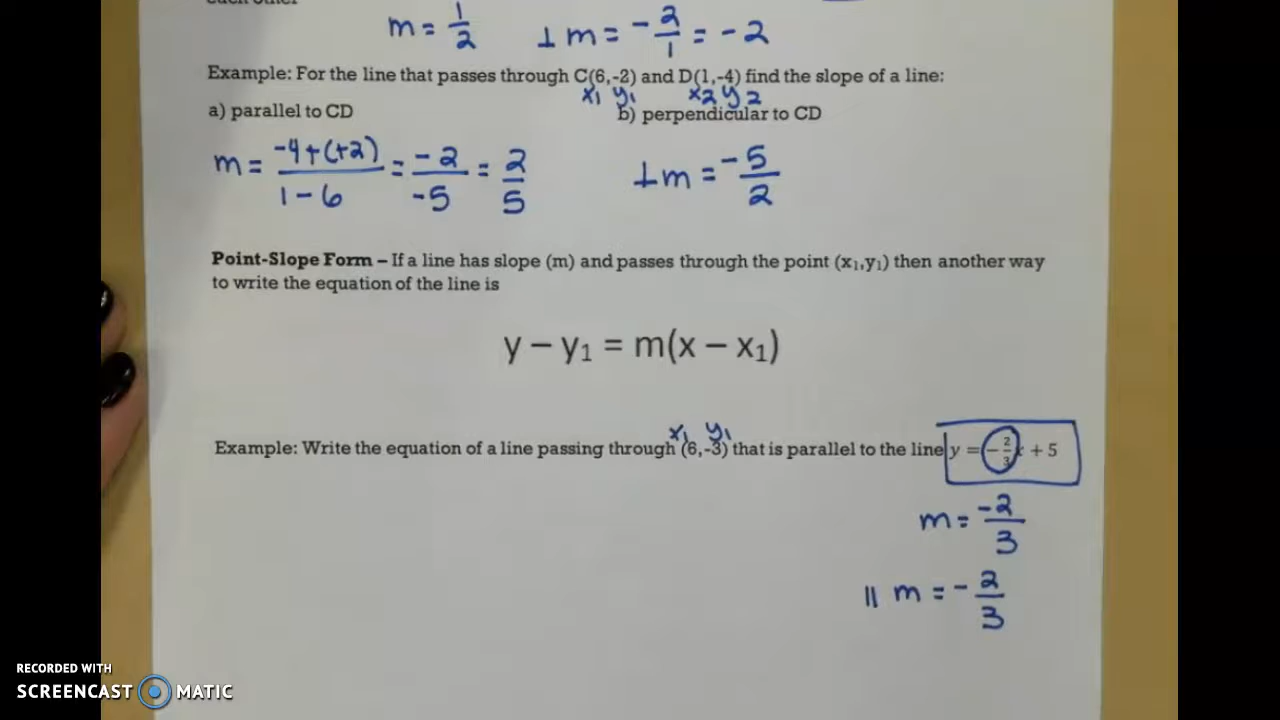 each other
m = 1/2 ⊥ m = -2/1 = -2
Example: For the line that passes through C(6,-2) and D(1,-4) find the slope of a line:
x1 y1 x2 y2
a) parallel to CD b) perpendicular to CD
m = -4+(+2)/1-6 = -2/-5 = 2/5 ⊥m = -5/2
Point-Slope Form – If a line has slope (m) and passes through the point (x₁,y₁) then another way
to write the equation of the line is
y − y₁ = m(x − x₁)
x1 y1
Example: Write the equation of a line passing through (6,-3) that is parallel to the line y = -2/3x + 5
m = -2/3
|| m = -2/3
RECORDED WITH
SCREENCAST MATIC